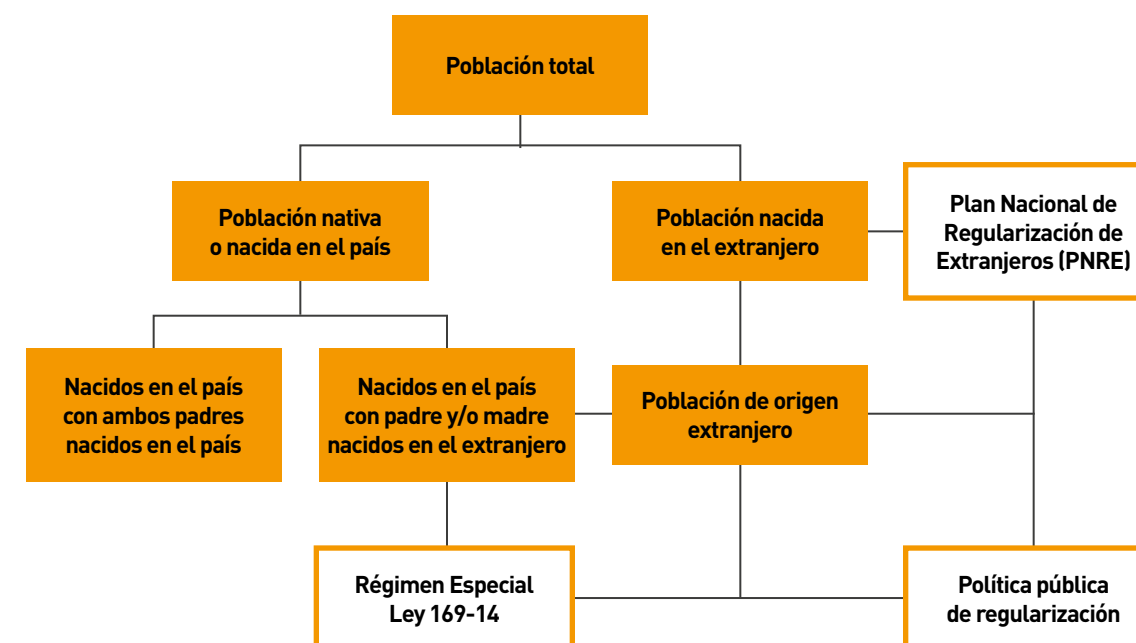 Población total
Población nativa
o nacida en el país
Población nacida
en el extranjero
Plan Nacional de
Regularización de
Extranjeros (PNRE)
Nacidos en el país
con ambos padres
nacidos en el país
Nacidos en el país
con padre y/o madre
nacidos en el extranjero
Población de origen
extranjero
Régimen Especial
Ley 169-14
Política pública
de regularización